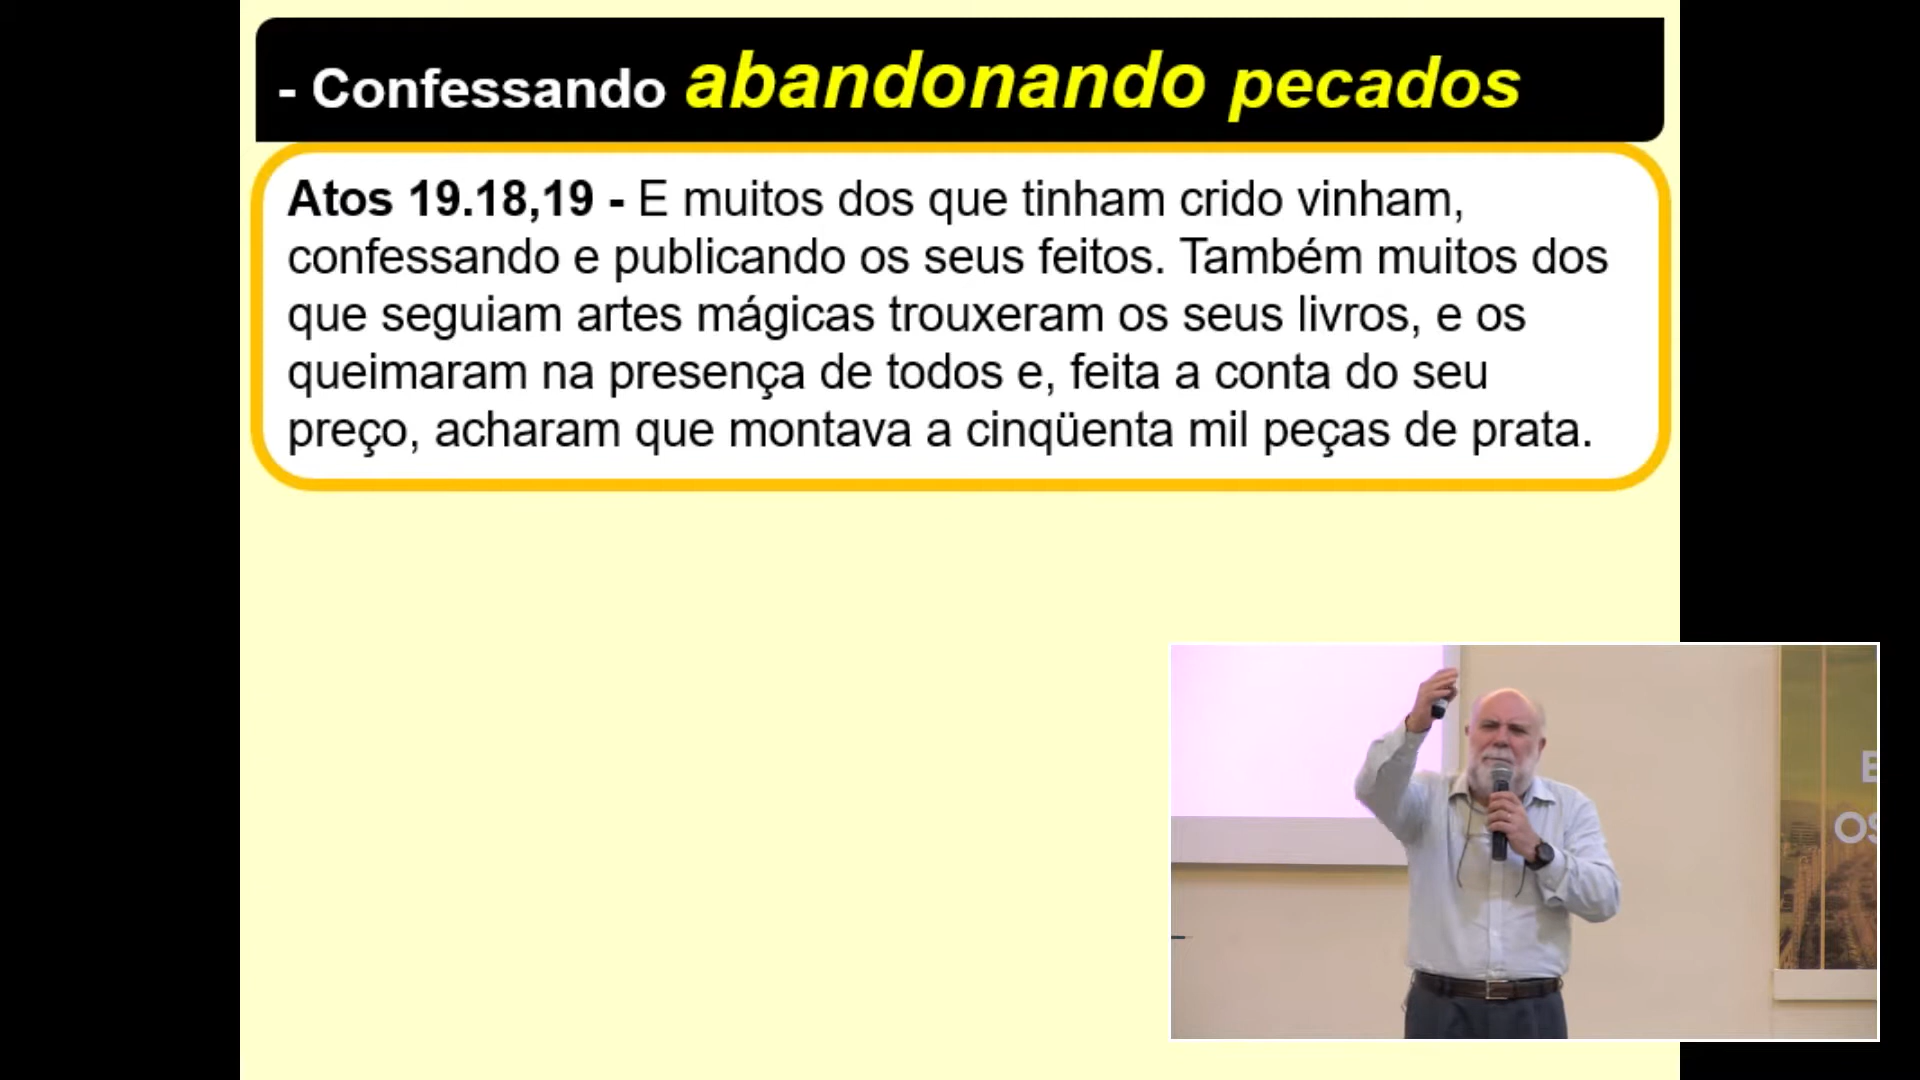 - Confessando abandonando pecados
Atos 19.18,19 - E muitos dos que tinham crido vinham,
confessando e publicando os seus feitos. Também muitos dos
que seguiam artes mágicas trouxeram os seus livros, e os
queimaram na presença de todos e, feita a conta do seu
preço, acharam que montava a cinqüenta mil peças de prata.